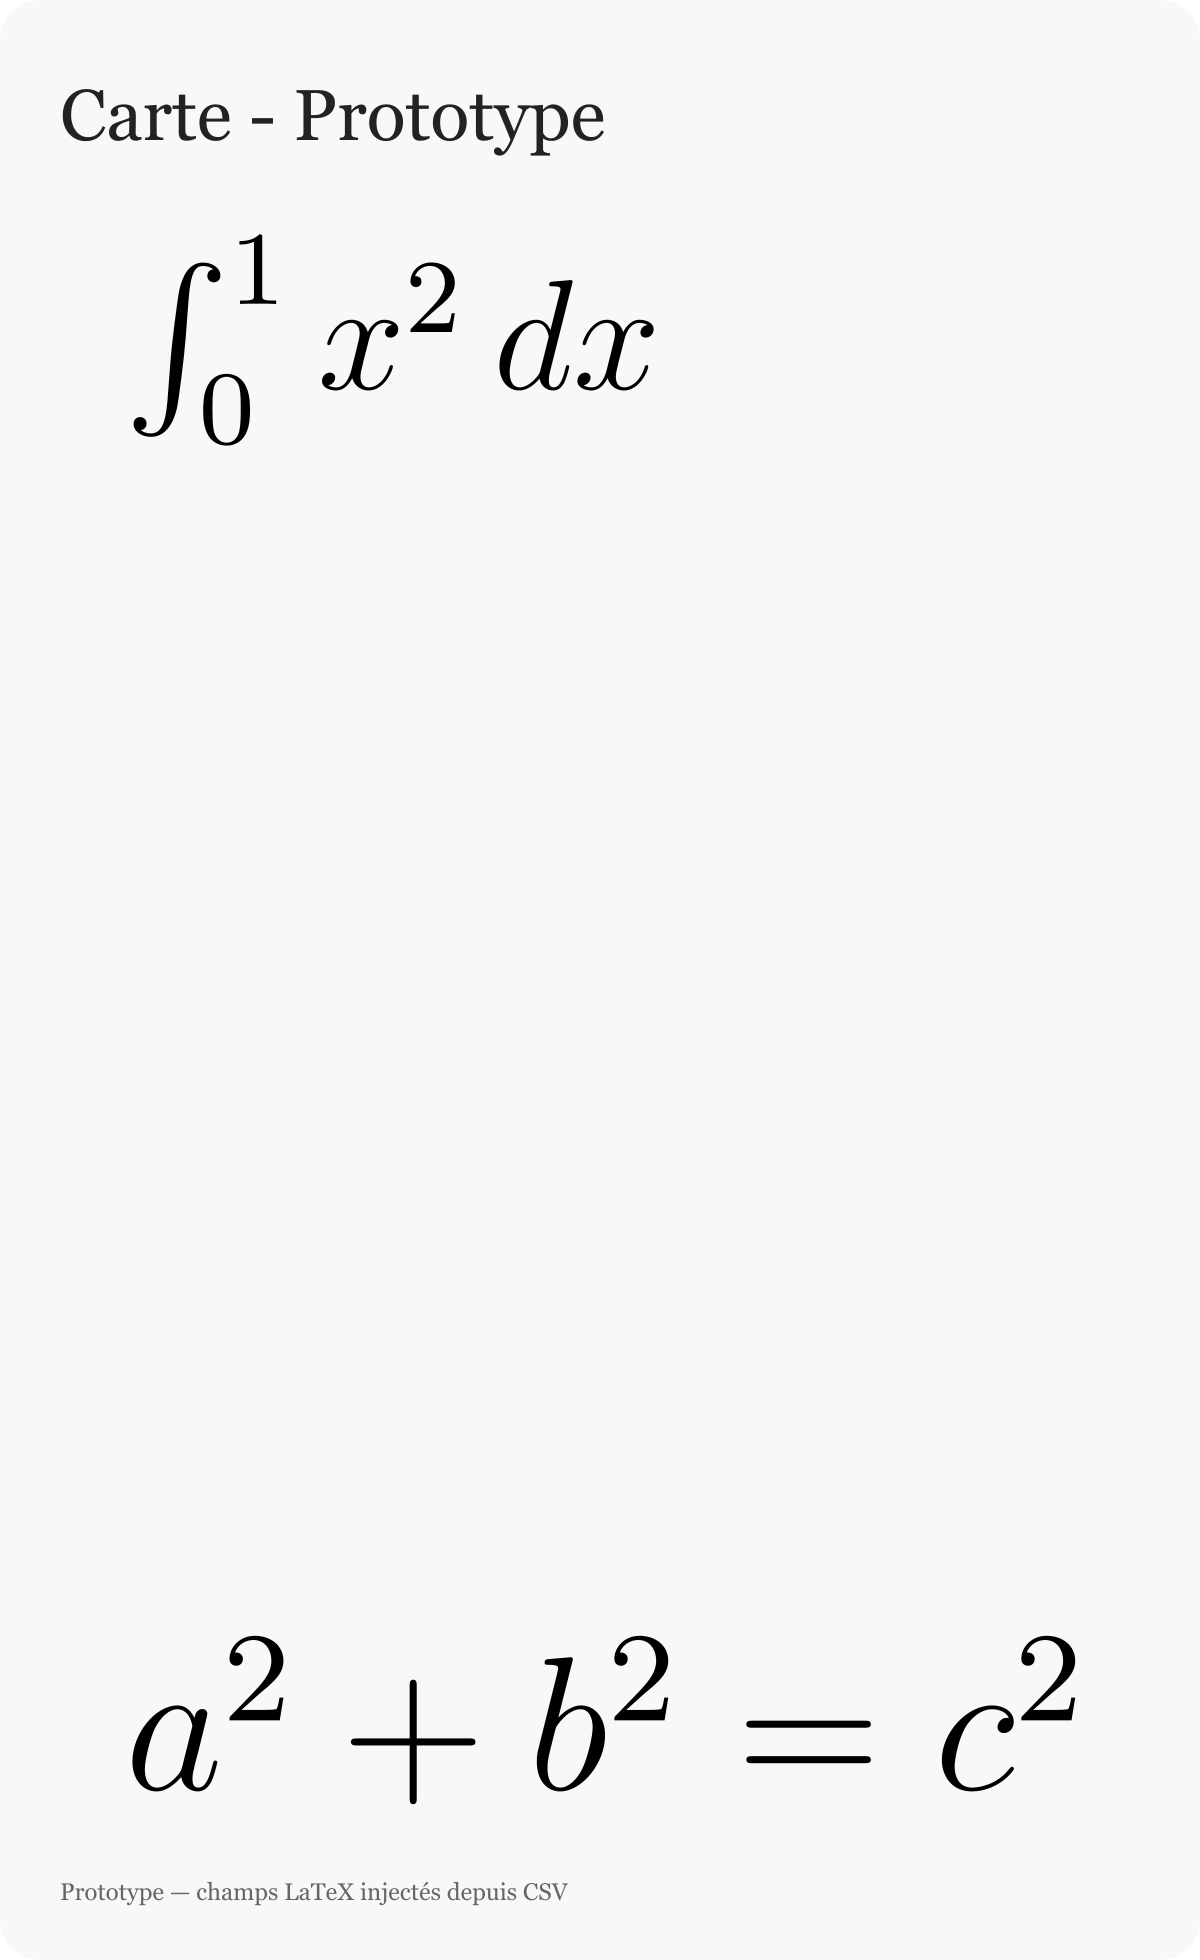 Carte - Prototype
∫₀¹ x² dx
a² + b² = c²
Prototype — champs LaTeX injectés depuis CSV